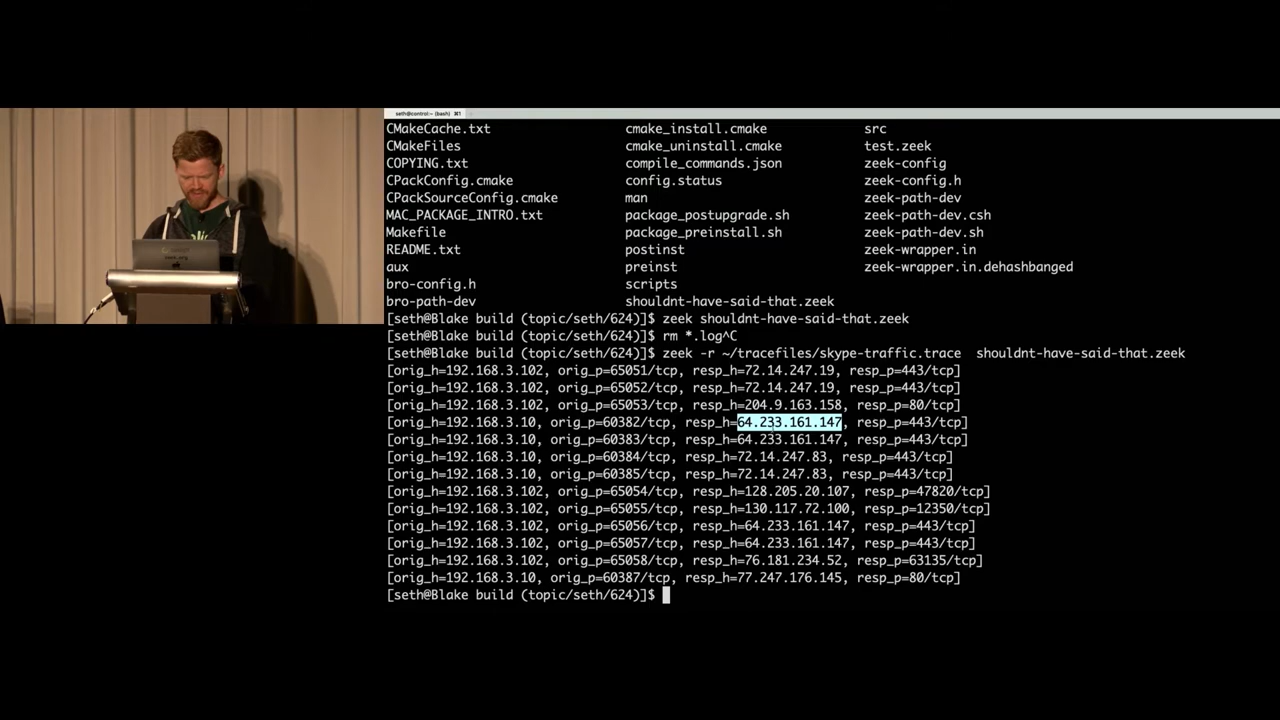 seth@control:~ (bash) ⌘1
CMakeCache.txt cmake_install.cmake src
CMakeFiles cmake_uninstall.cmake test.zeek
COPYING.txt compile_commands.json zeek-config
CPackConfig.cmake config.status zeek-config.h
CPackSourceConfig.cmake man zeek-path-dev
MAC_PACKAGE_INTRO.txt package_postupgrade.sh zeek-path-dev.csh
Makefile package_preinstall.sh zeek-path-dev.sh
README.txt postinst zeek-wrapper.in
aux preinst zeek-wrapper.in.dehashbanged
bro-config.h scripts
bro-path-dev shouldnt-have-said-that.zeek
[seth@Blake build (topic/seth/624)]$ zeek shouldnt-have-said-that.zeek
[seth@Blake build (topic/seth/624)]$ rm *.log^C
[seth@Blake build (topic/seth/624)]$ zeek -r ~/tracefiles/skype-traffic.trace shouldnt-have-said-that.zeek
[orig_h=192.168.3.102, orig_p=65051/tcp, resp_h=72.14.247.19, resp_p=443/tcp]
[orig_h=192.168.3.102, orig_p=65052/tcp, resp_h=72.14.247.19, resp_p=443/tcp]
[orig_h=192.168.3.102, orig_p=65053/tcp, resp_h=204.9.163.158, resp_p=80/tcp]
[orig_h=192.168.3.10, orig_p=60382/tcp, resp_h=64.233.161.147, resp_p=443/tcp]
[orig_h=192.168.3.10, orig_p=60383/tcp, resp_h=64.233.161.147, resp_p=443/tcp]
[orig_h=192.168.3.10, orig_p=60384/tcp, resp_h=72.14.247.83, resp_p=443/tcp]
[orig_h=192.168.3.10, orig_p=60385/tcp, resp_h=72.14.247.83, resp_p=443/tcp]
[orig_h=192.168.3.102, orig_p=65054/tcp, resp_h=128.205.20.107, resp_p=47820/tcp]
[orig_h=192.168.3.102, orig_p=65055/tcp, resp_h=130.117.72.100, resp_p=12350/tcp]
[orig_h=192.168.3.102, orig_p=65056/tcp, resp_h=64.233.161.147, resp_p=443/tcp]
[orig_h=192.168.3.102, orig_p=65057/tcp, resp_h=64.233.161.147, resp_p=443/tcp]
[orig_h=192.168.3.102, orig_p=65058/tcp, resp_h=76.181.234.52, resp_p=63135/tcp]
[orig_h=192.168.3.10, orig_p=60387/tcp, resp_h=77.247.176.145, resp_p=80/tcp]
[seth@Blake build (topic/seth/624)]$